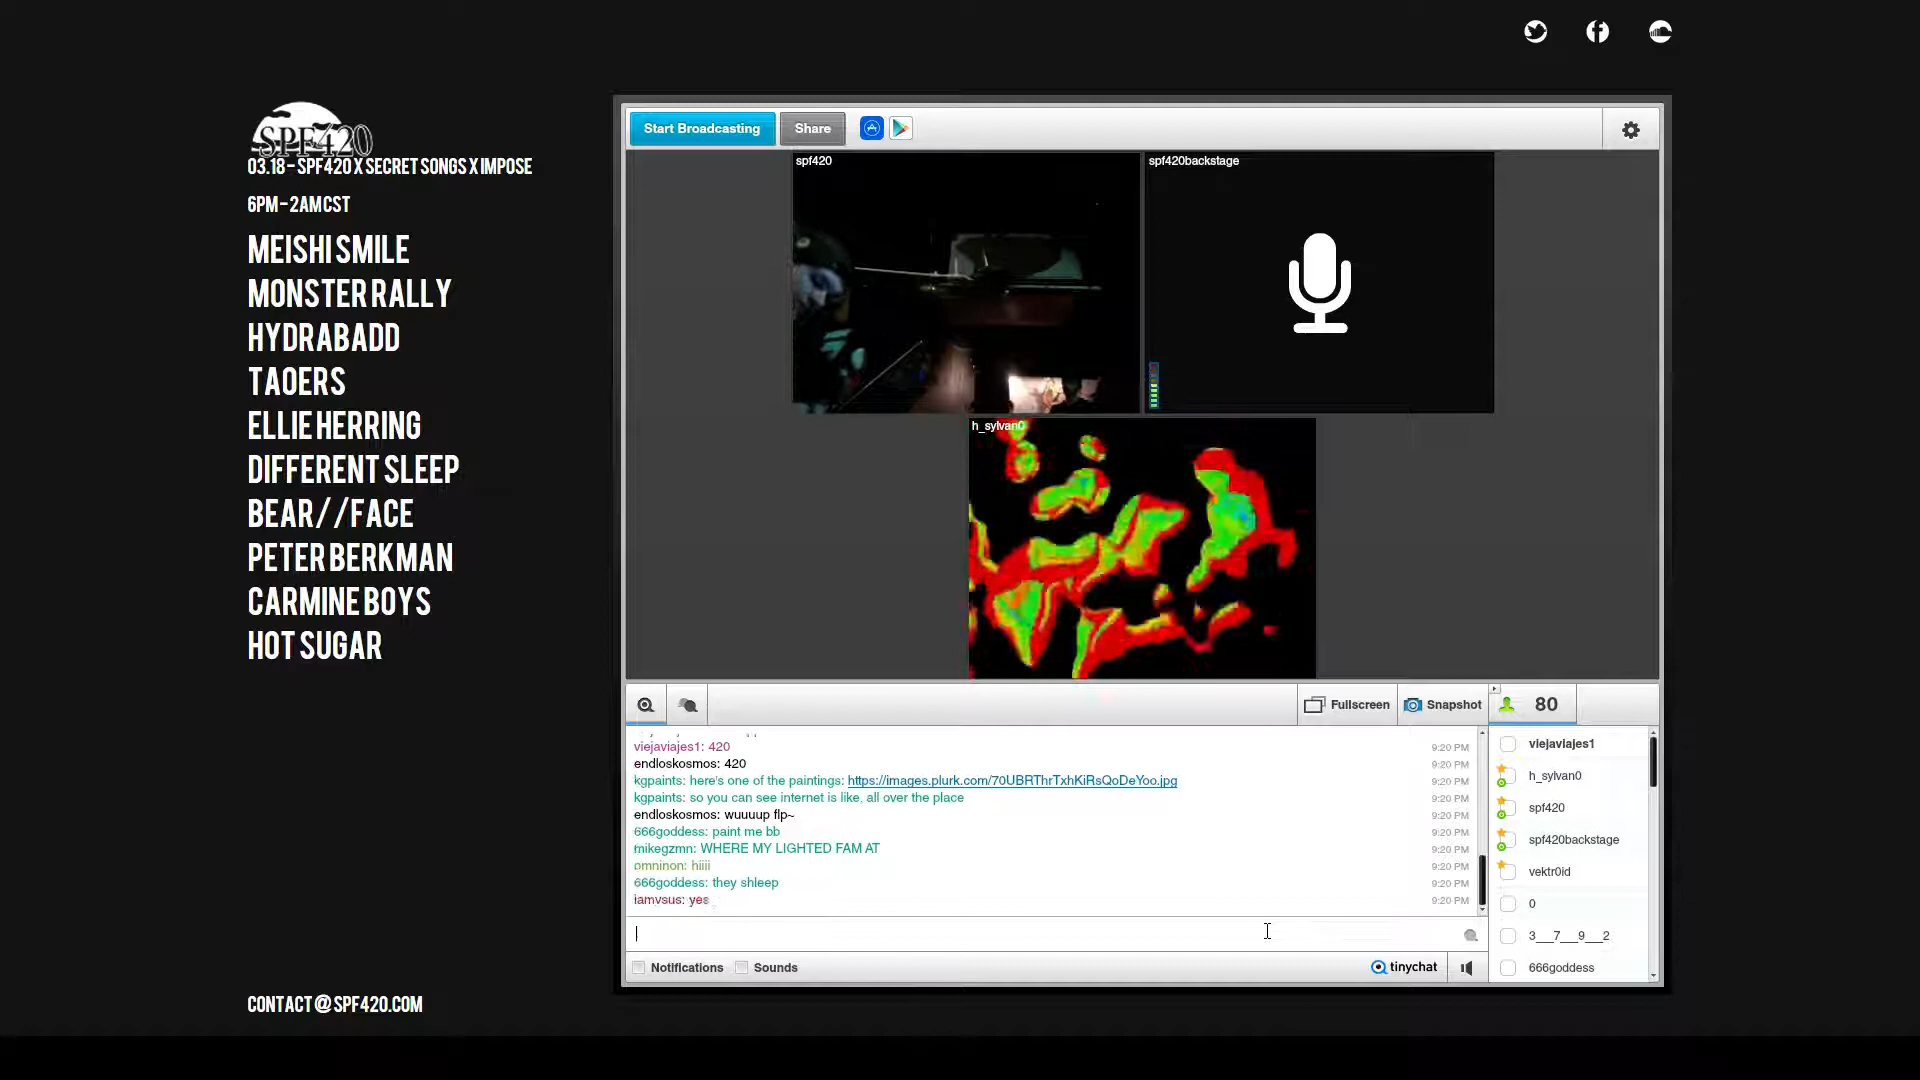 SPF420
03.18 - SPF420 X SECRET SONGS X IMPOSE
6PM - 2AM CST
MEISHI SMILE
MONSTER RALLY
HYDRABADD
TAOERS
ELLIE HERRING
DIFFERENT SLEEP
BEAR//FACE
PETER BERKMAN
CARMINE BOYS
HOT SUGAR
CONTACT@SPF420.COM
Start Broadcasting
Share
spf420
spf420backstage
h_sylvan0
Fullscreen
Snapshot
80
viejaviajes1: 420 9:20 PM
endloskosmos: 420 9:20 PM
kgpaints: here's one of the paintings: https://images.plurk.com/70UBRThrTxhKiRsQoDeYoo.jpg 9:20 PM
kgpaints: so you can see internet is like, all over the place 9:20 PM
endloskosmos: wuuuup flp~ 9:20 PM
666goddess: paint me bb 9:20 PM
mikegzmn: WHERE MY LIGHTED FAM AT 9:20 PM
omninon: hiiii 9:20 PM
666goddess: they shleep 9:20 PM
iamvsus: yes 9:20 PM
Notifications
Sounds
tinychat
viejaviajes1
h_sylvan0
spf420
spf420backstage
vektr0id
0
3__7__9__2
666goddess